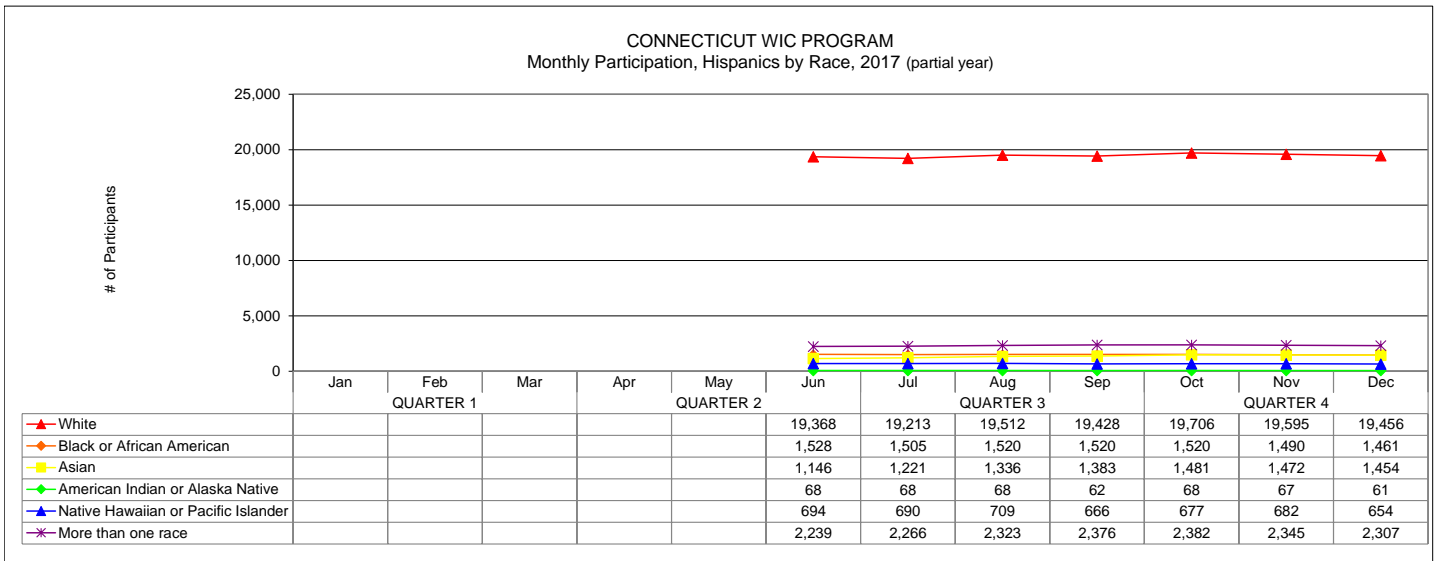 CONNECTICUT WIC PROGRAM
Monthly Participation, Hispanics by Race, 2017 (partial year)
# of Participants
25,000
20,000
15,000
10,000
5,000
0
Jan Feb Mar Apr May Jun Jul Aug Sep Oct Nov Dec
QUARTER 1 QUARTER 2 QUARTER 3 QUARTER 4
White 19,368 19,213 19,512 19,428 19,706 19,595 19,456
Black or African American 1,528 1,505 1,520 1,520 1,520 1,490 1,461
Asian 1,146 1,221 1,336 1,383 1,481 1,472 1,454
American Indian or Alaska Native 68 68 68 62 68 67 61
Native Hawaiian or Pacific Islander 694 690 709 666 677 682 654
More than one race 2,239 2,266 2,323 2,376 2,382 2,345 2,307